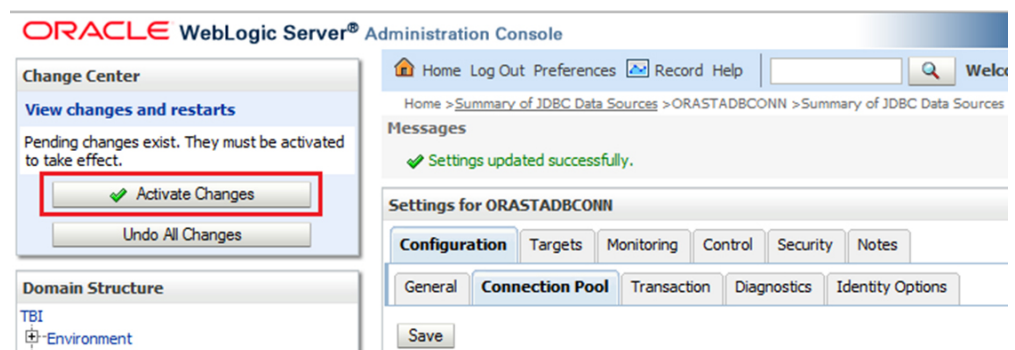 ORACLE WebLogic Server® Administration Console
Change Center
View changes and restarts
Pending changes exist. They must be activated
to take effect.
Activate Changes
Undo All Changes
Domain Structure
TBI
Environment
Home Log Out Preferences Record Help
Welco
Home >Summary of JDBC Data Sources >ORASTADBCONN >Summary of JDBC Data Sources
Messages
Settings updated successfully.
Settings for ORASTADBCONN
Configuration Targets Monitoring Control Security Notes
General Connection Pool Transaction Diagnostics Identity Options
Save